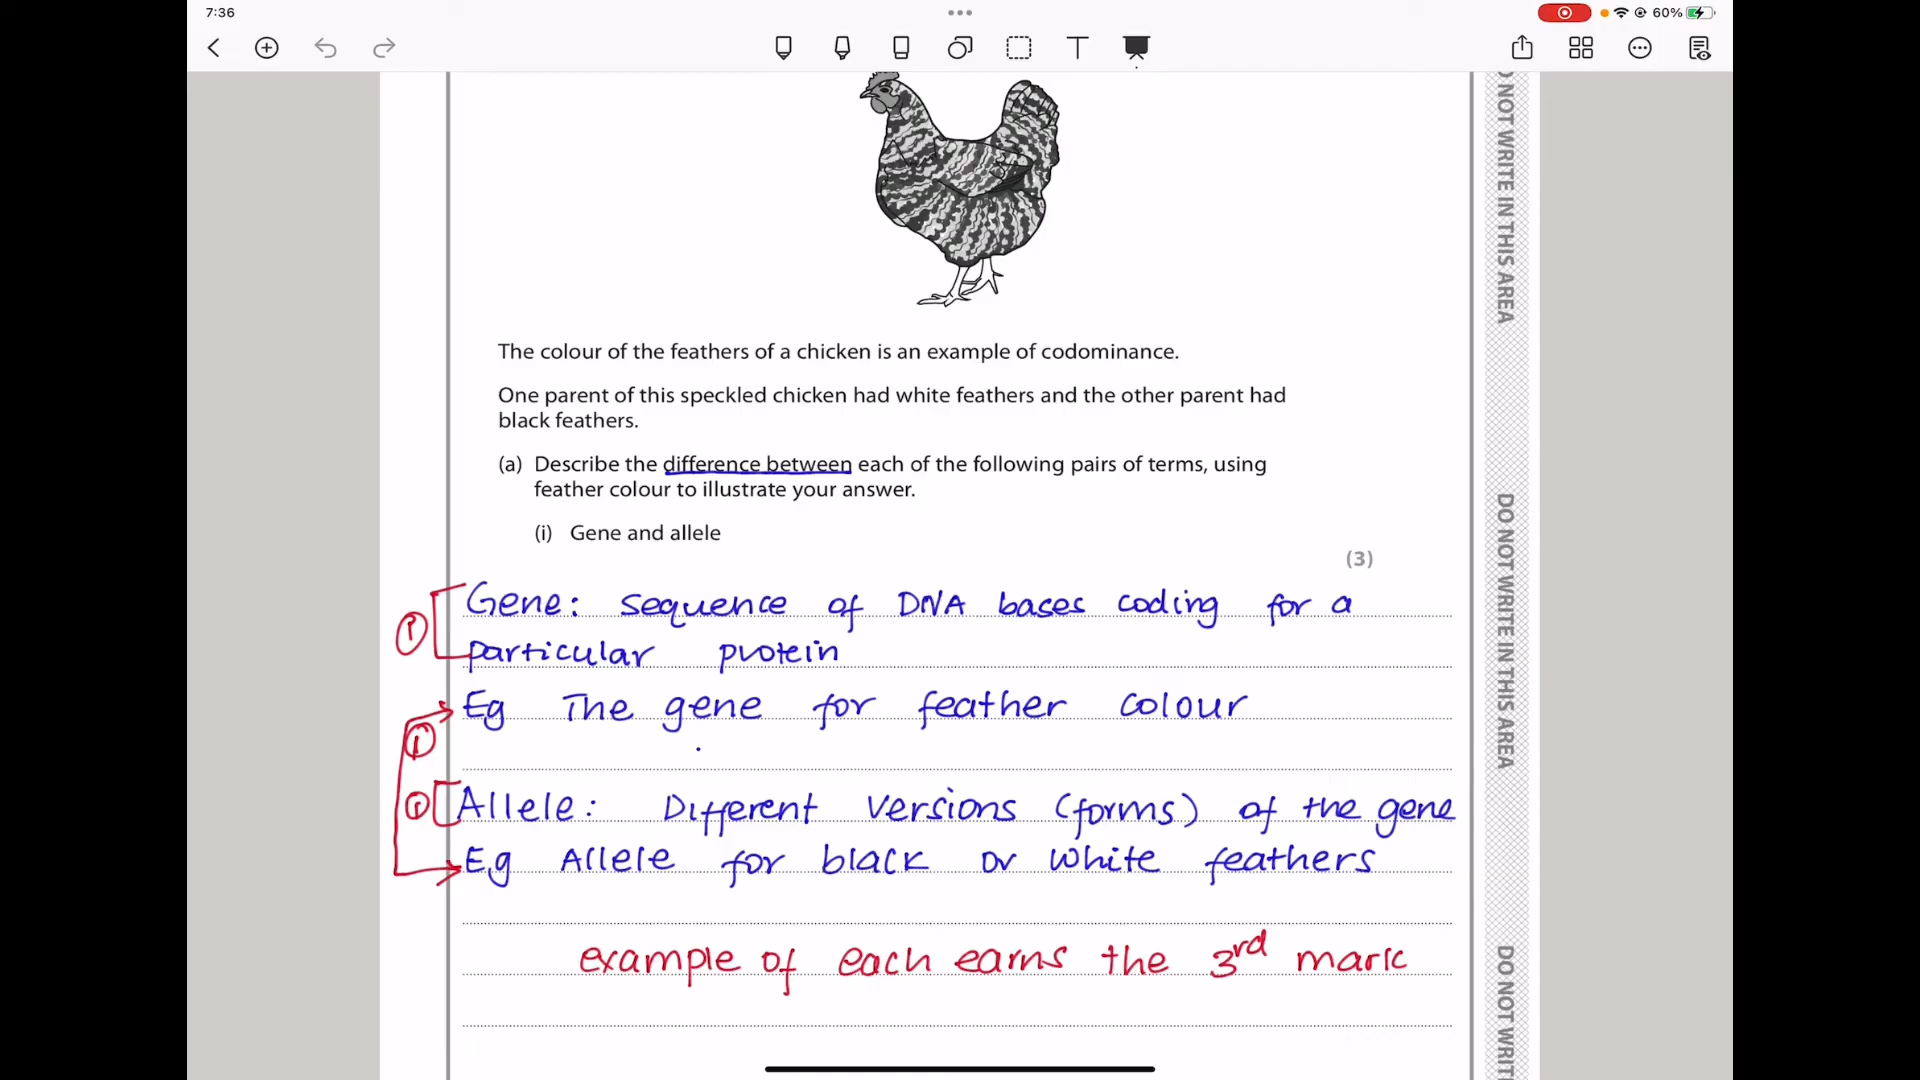 7:36
60%
The colour of the feathers of a chicken is an example of codominance.
One parent of this speckled chicken had white feathers and the other parent had
black feathers.
(a) Describe the difference between each of the following pairs of terms, using
feather colour to illustrate your answer.
(i) Gene and allele
(3)
Gene: sequence of DNA bases coding for a
particular protein
Eg The gene for feather colour
Allele: Different versions (forms) of the gene
Eg Allele for black or white feathers
example of each earns the 3rd mark
1
1
1
DO NOT WRITE IN THIS AREA
DO NOT WRITE IN THIS AREA
DO NOT WRIT